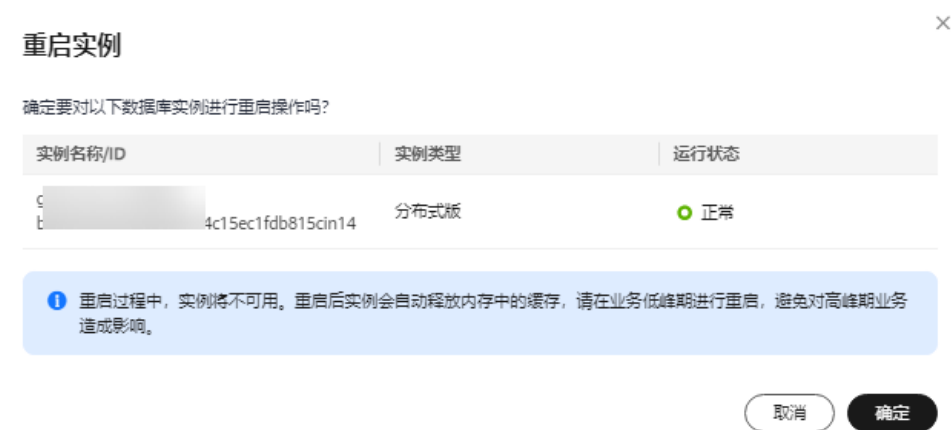 重启实例
确定要对以下数据库实例进行重启操作吗？
实例名称/ID 实例类型 运行状态
4c15ec1fdb815cin14 分布式版 正常
重启过程中，实例将不可用。重启后实例会自动释放内存中的缓存，请在业务低峰期进行重启，避免对高峰期业务
造成影响。
取消 确定